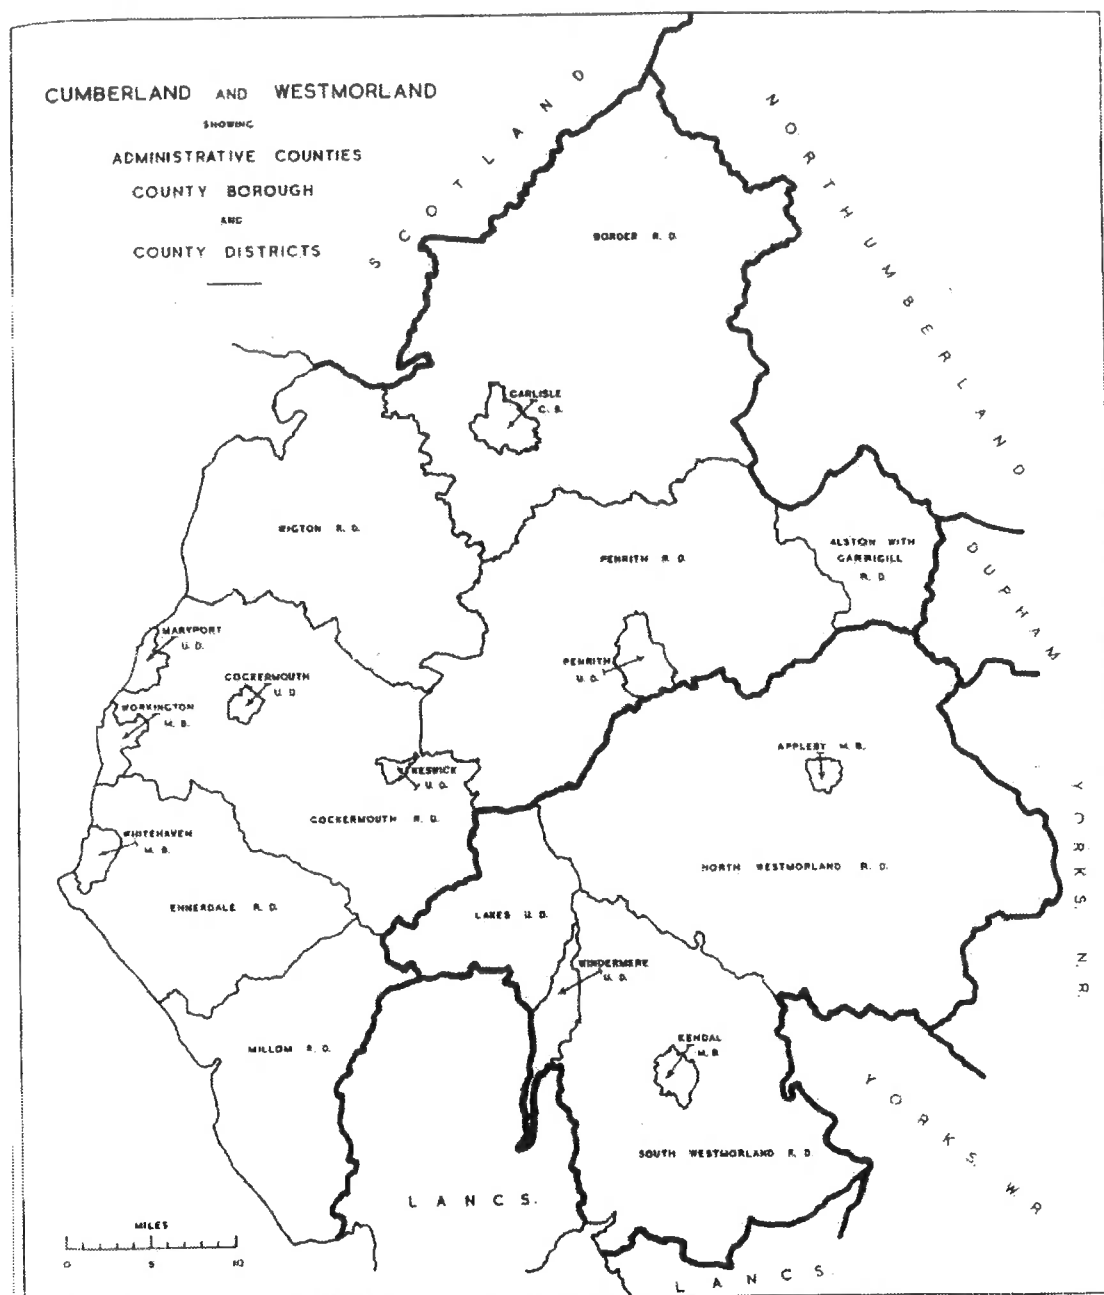 CUMBERLAND AND WESTMORLAND
SHOWING
ADMINISTRATIVE COUNTIES
COUNTY BOROUGH
AND
COUNTY DISTRICTS
SCOTLAND
NORTHUMBERLAND
BORDER R. D.
CARLISLE
C. B.
WIGTON R. D.
PENRITH R. D.
ALSTON WITH
GARRIGILL
R. D.
DURHAM
MARYPORT
U. D.
COCKERMOUTH
U. D.
PENRITH
U. D.
WORKINGTON
M. B.
KESWICK
U. D.
APPLEBY M. B.
COCKERMOUTH R. D.
WHITEHAVEN
M. B.
YORKS. N. R.
NORTH WESTMORLAND R. D.
ENNERDALE R. D.
LAKES U. D.
WINDERMERE
U. D.
MILLOM R. D.
KENDAL
M. B.
YORKS. W. R
SOUTH WESTMORLAND R. D.
LANCS.
LANCS.
MILES
0 5 10